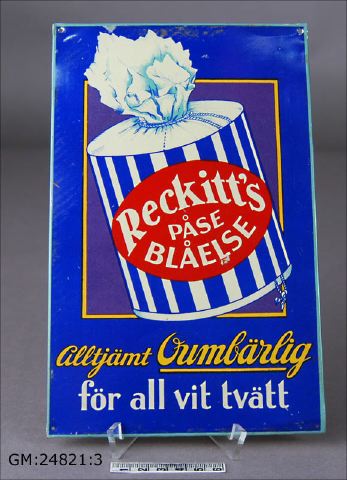 Reckitt's
PÅSE
BLÅELSE
Alltjämt Oumbärlig
för all vit tvätt
GM:24821:3